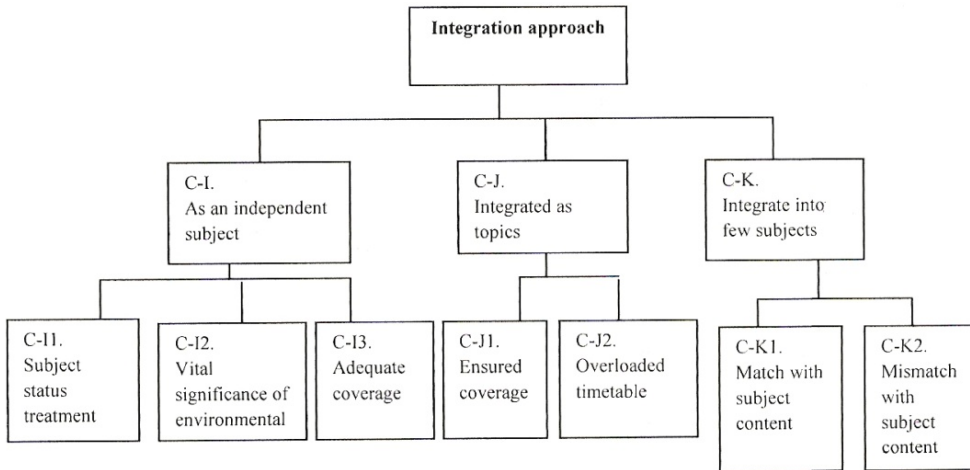 Integration approach
C-I.
As an independent
subject
C-J.
Integrated as
topics
C-K.
Integrate into
few subjects
C-I1.
Subject
status
treatment
C-I2.
Vital
significance of
environmental
C-I3.
Adequate
coverage
C-J1.
Ensured
coverage
C-J2.
Overloaded
timetable
C-K1.
Match with
subject
content
C-K2.
Mismatch
with
subject
content